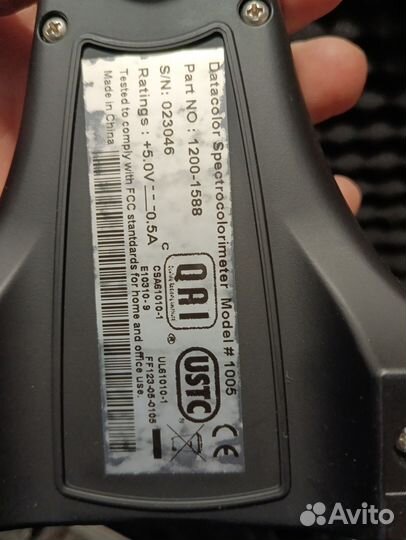 Datacolor Spectrocolorimeter Model # 1005
Part NO : 1200-1588
S/N: 023046
Ratings : +5.0V 0.5A
Made in China
Tested to comply with FCC stantdards for home and office use.
c QAI ®
CSA61010-1
E10310-9
USTC
UL61010-1
FF123-05-0105
CE
Avito